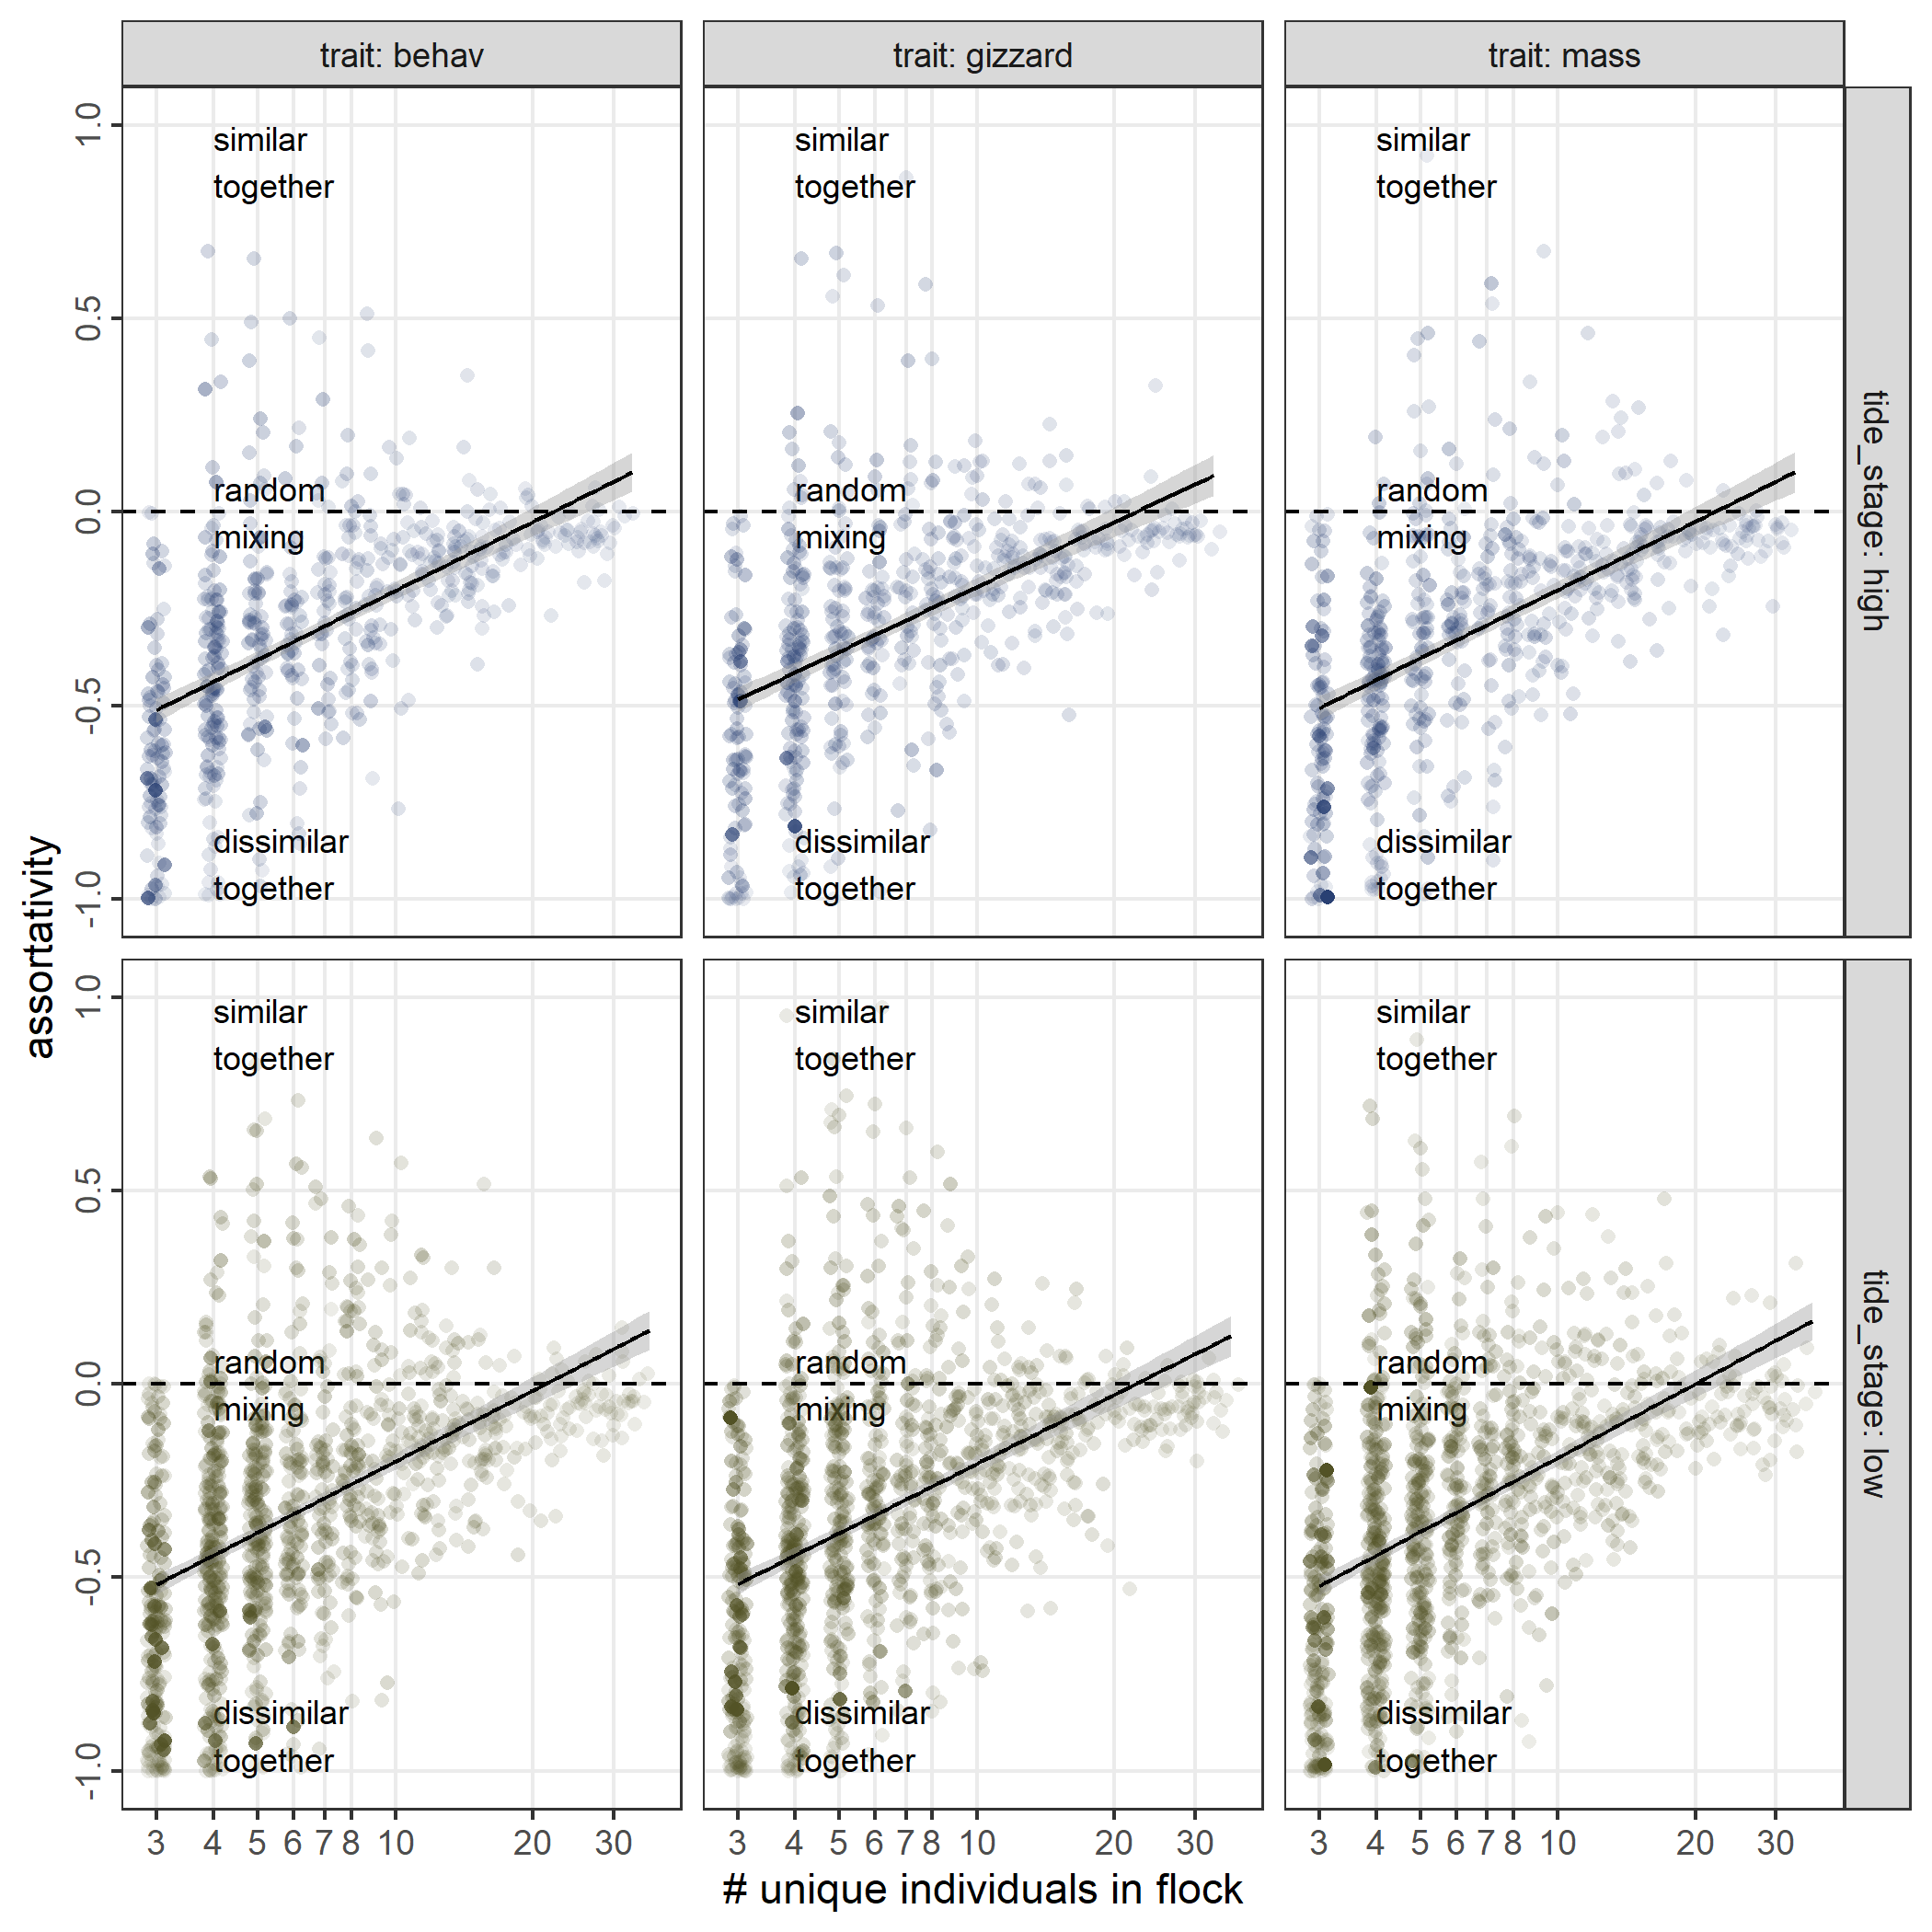 trait: behav
trait: gizzard
trait: mass
1.0
0.5
0.0
-0.5
-1.0
similar
together
random
mixing
dissimilar
together
similar
together
random
mixing
dissimilar
together
similar
together
random
mixing
dissimilar
together
tide_stage: high
assortativity
1.0
0.5
0.0
-0.5
-1.0
similar
together
random
mixing
dissimilar
together
similar
together
random
mixing
dissimilar
together
similar
together
random
mixing
dissimilar
together
tide_stage: low
3 4 5 6 7 8 10 20 30
3 4 5 6 7 8 10 20 30
3 4 5 6 7 8 10 20 30
# unique individuals in flock